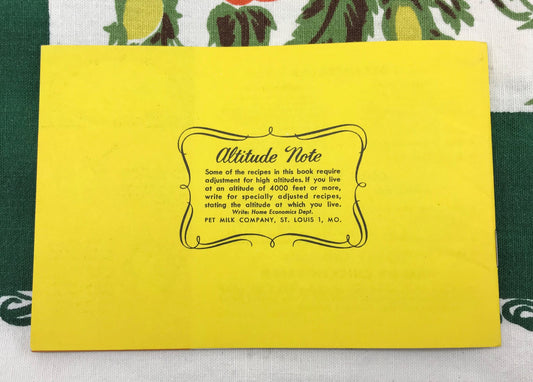 Altitude Note
Some of the recipes in this book require
adjustment for high altitudes. If you live
at an altitude of 4000 feet or more,
write for specially adjusted recipes,
stating the altitude at which you live.
Write: Home Economics Dept.
PET MILK COMPANY, ST. LOUIS 1, MO.